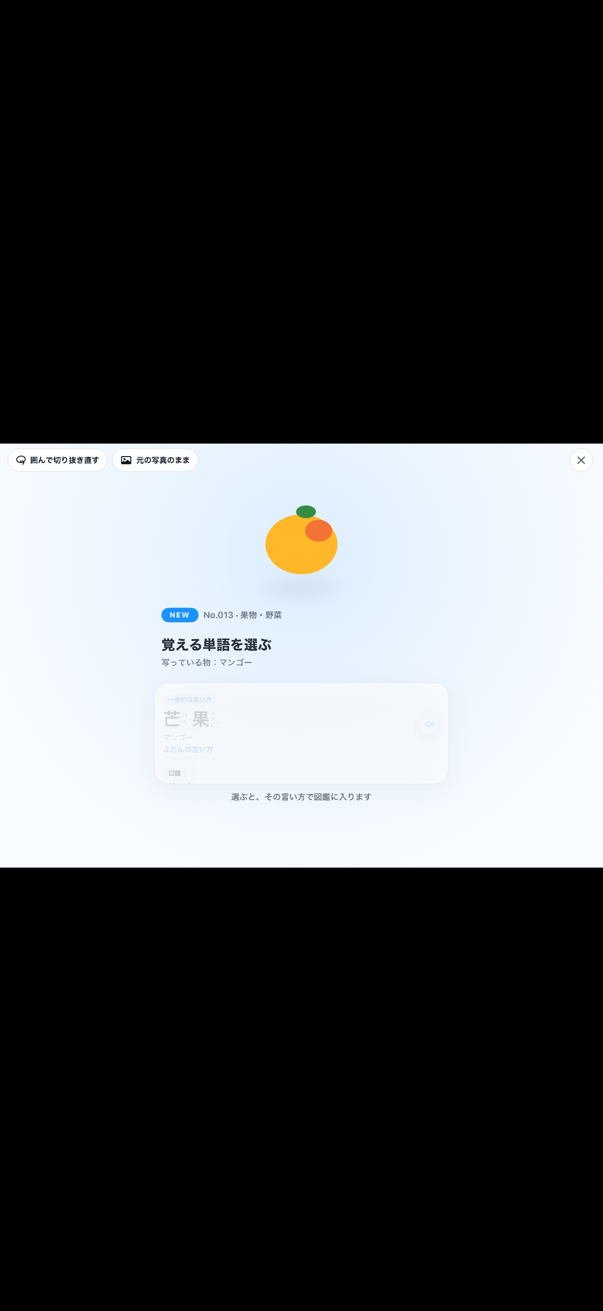 囲んで切り抜き直す
元の写真のまま
NEW No.013 · 果物・野菜
覚える単語を選ぶ
写っている物：マンゴー
一般的な言い方
芒果
マンゴー
ふだんの言い方
口語
選ぶと、その言い方で図鑑に入ります